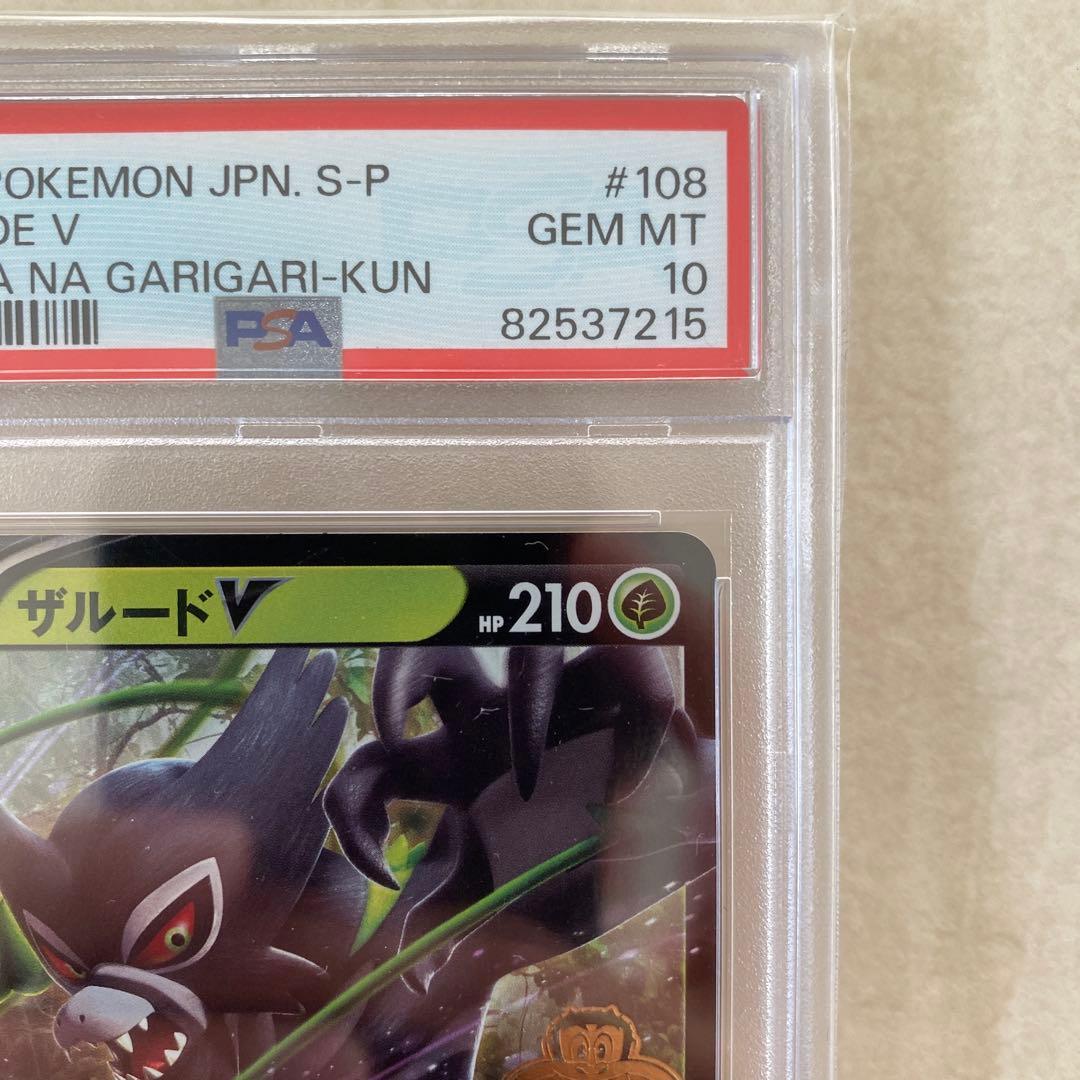 POKEMON JPN. S-P #108
DE V GEM MT
A NA GARIGARI-KUN 10
PSA 82537215
ザルードV HP 210